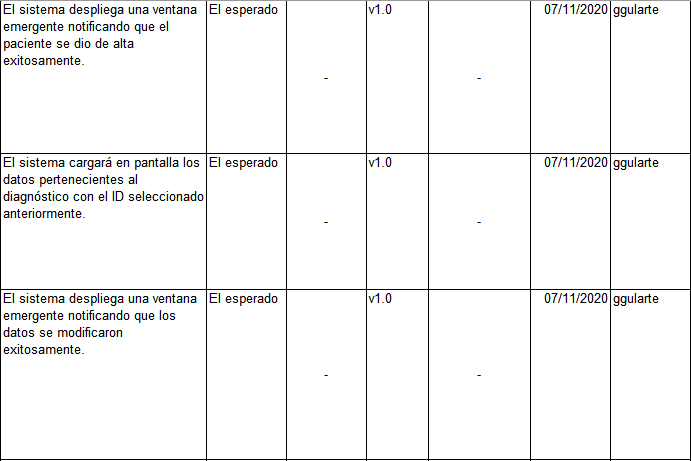 El sistema despliega una ventana
emergente notificando que el
paciente se dio de alta
exitosamente.
El esperado
-
v1.0
-
07/11/2020
ggularte
El sistema cargará en pantalla los
datos pertenecientes al
diagnóstico con el ID seleccionado
anteriormente.
El esperado
-
v1.0
-
07/11/2020
ggularte
El sistema despliega una ventana
emergente notificando que los
datos se modificaron
exitosamente.
El esperado
-
v1.0
-
07/11/2020
ggularte